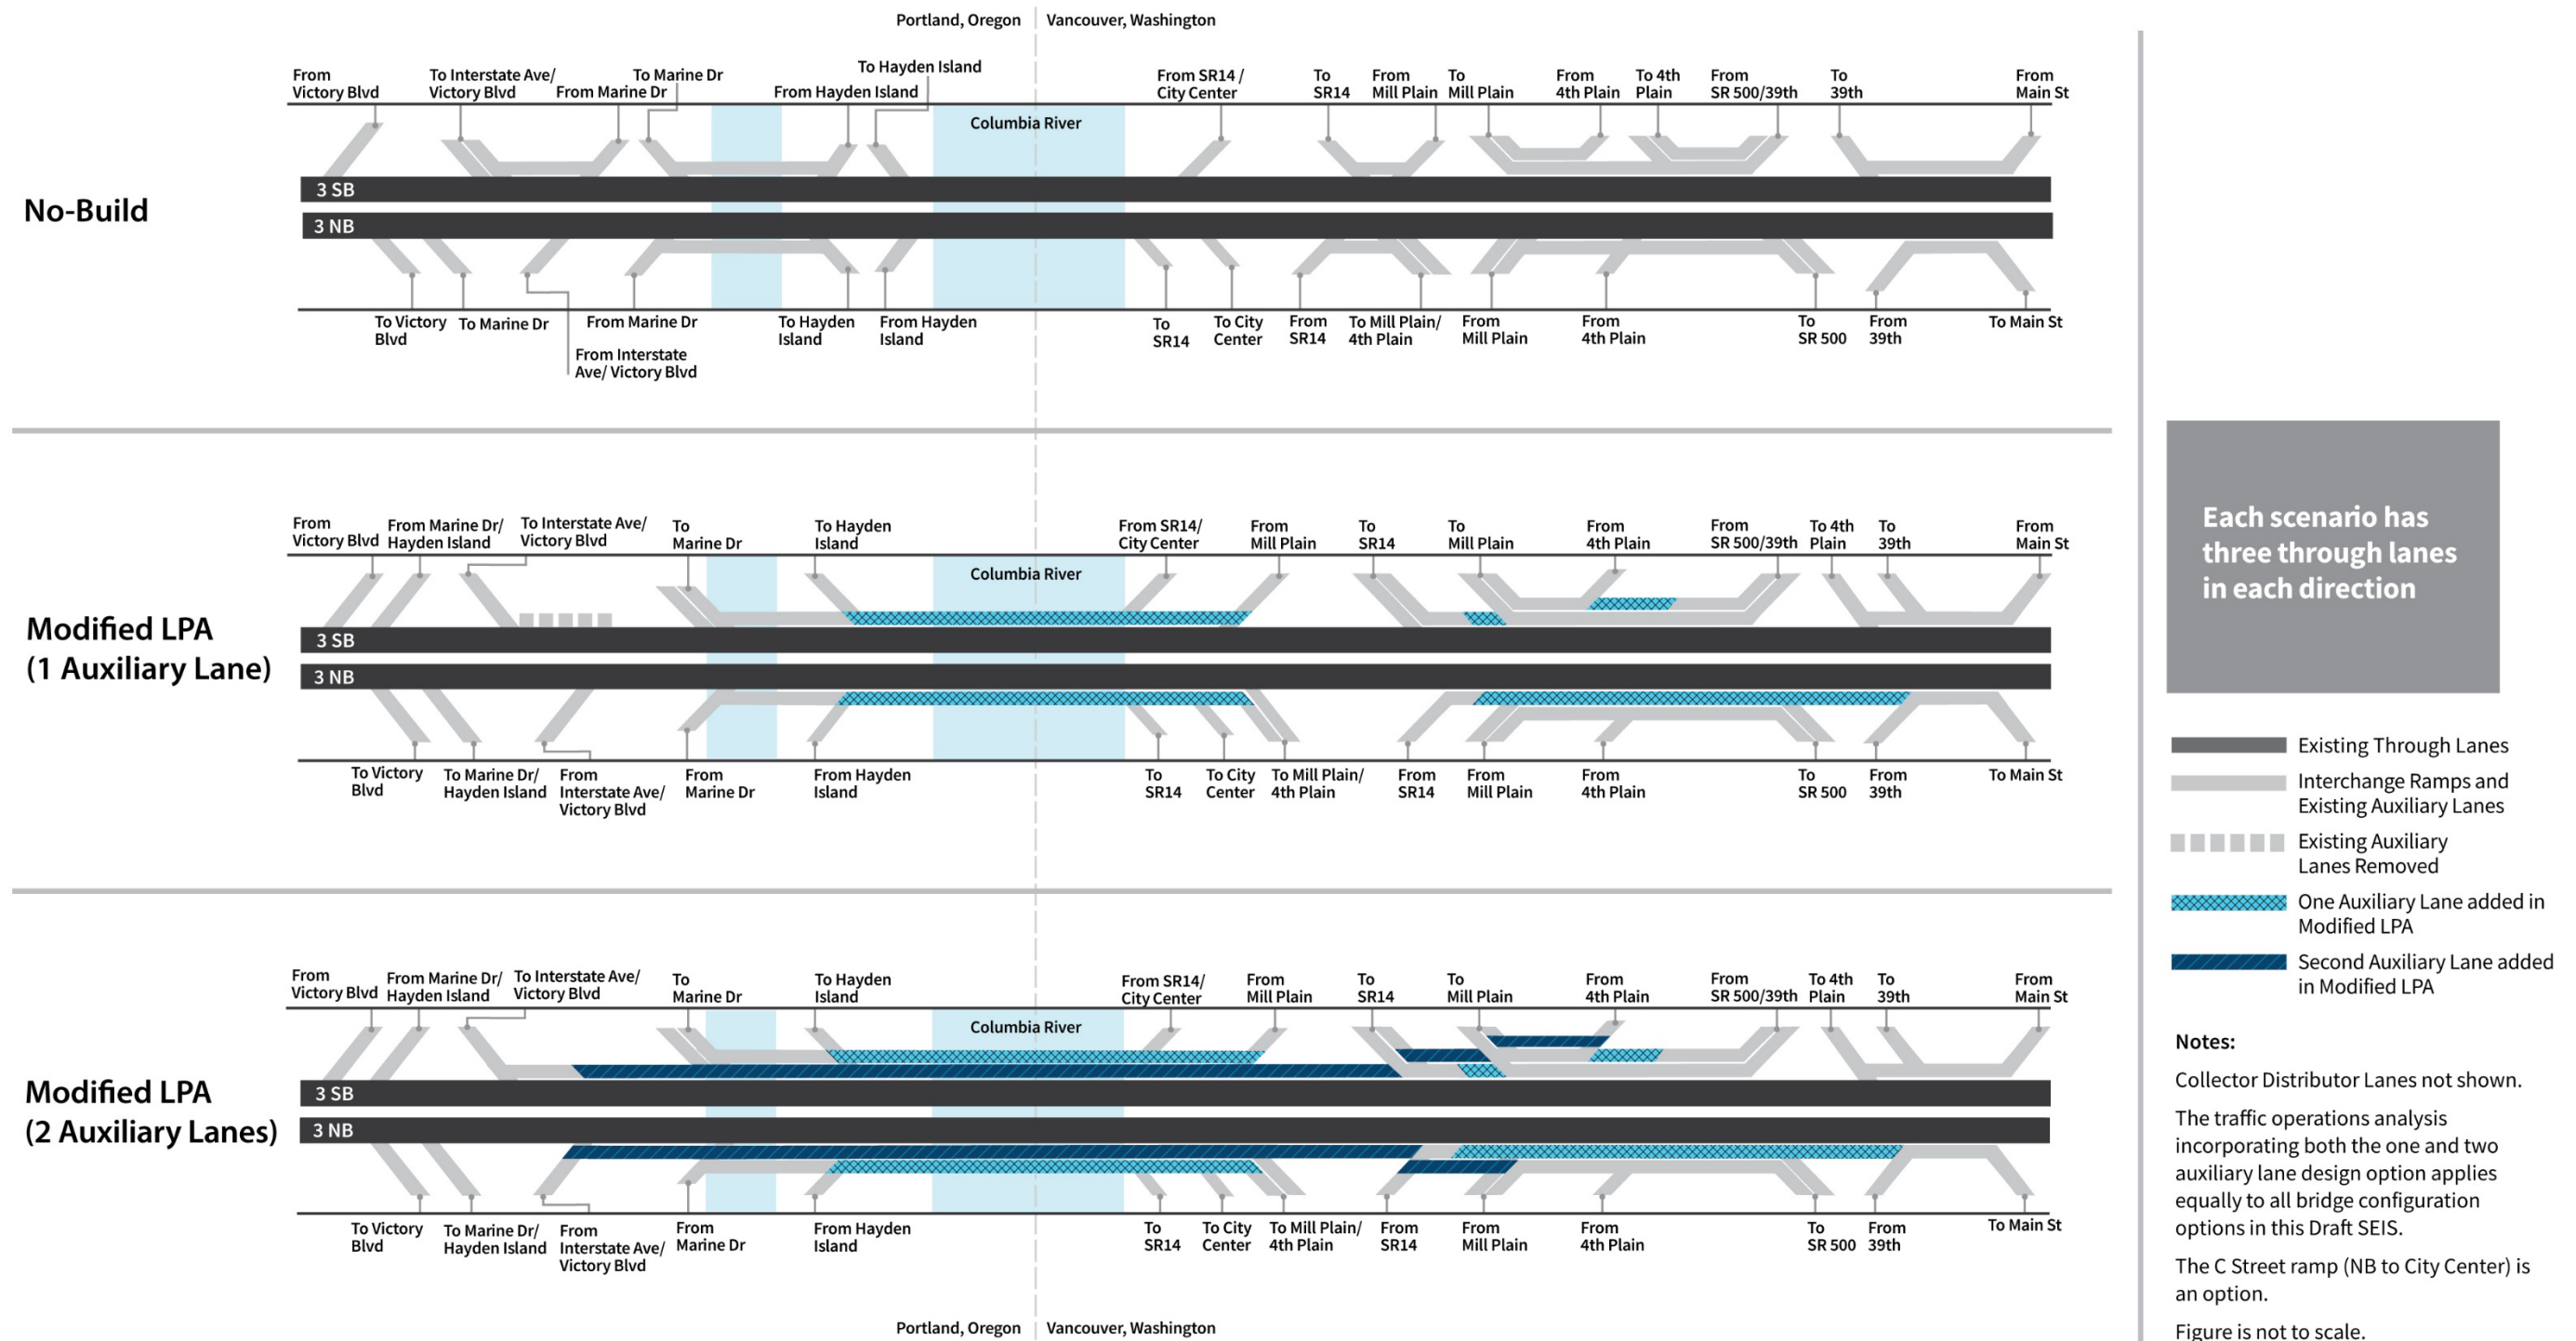 Portland, Oregon
Vancouver, Washington
No-Build
From
Victory Blvd
To Interstate Ave/
Victory Blvd
From Marine Dr
To Marine Dr
From Hayden Island
To Hayden Island
From SR14 /
City Center
To
SR14
From
Mill Plain
To
Mill Plain
From
4th Plain
To 4th
Plain
From
SR 500/39th
To
39th
From
Main St
Columbia River
3 SB
3 NB
To Victory
Blvd
To Marine Dr
From Interstate
Ave/ Victory Blvd
From Marine Dr
To Hayden
Island
From Hayden
Island
To
SR14
To City
Center
From
SR14
To Mill Plain/
4th Plain
From
Mill Plain
From
4th Plain
To
SR 500
From
39th
To Main St
Modified LPA
(1 Auxiliary Lane)
From
Victory Blvd
From Marine Dr/
Hayden Island
To Interstate Ave/
Victory Blvd
To
Marine Dr
To Hayden
Island
From SR14/
City Center
From
Mill Plain
To
SR14
To
Mill Plain
From
4th Plain
From
SR 500/39th
To 4th
Plain
To
39th
From
Main St
Columbia River
3 SB
3 NB
To Victory
Blvd
To Marine Dr/
Hayden Island
From
Interstate Ave/
Victory Blvd
From
Marine Dr
From Hayden
Island
To
SR14
To City
Center
To Mill Plain/
4th Plain
From
SR14
From
Mill Plain
From
4th Plain
To
SR 500
From
39th
To Main St
Modified LPA
(2 Auxiliary Lanes)
From
Victory Blvd
From Marine Dr/
Hayden Island
To Interstate Ave/
Victory Blvd
To
Marine Dr
To Hayden
Island
From SR14/
City Center
From
Mill Plain
To
SR14
To
Mill Plain
From
4th Plain
From
SR 500/39th
To 4th
Plain
To
39th
From
Main St
Columbia River
3 SB
3 NB
To Victory
Blvd
To Marine Dr/
Hayden Island
From
Interstate Ave/
Victory Blvd
From
Marine Dr
From Hayden
Island
To
SR14
To City
Center
To Mill Plain/
4th Plain
From
SR14
From
Mill Plain
From
4th Plain
To
SR 500
From
39th
To Main St
Portland, Oregon
Vancouver, Washington
Each scenario has
three through lanes
in each direction
Existing Through Lanes
Interchange Ramps and
Existing Auxiliary Lanes
Existing Auxiliary
Lanes Removed
One Auxiliary Lane added in
Modified LPA
Second Auxiliary Lane added
in Modified LPA
Notes:
Collector Distributor Lanes not shown.
The traffic operations analysis
incorporating both the one and two
auxiliary lane design option applies
equally to all bridge configuration
options in this Draft SEIS.
The C Street ramp (NB to City Center) is
an option.
Figure is not to scale.